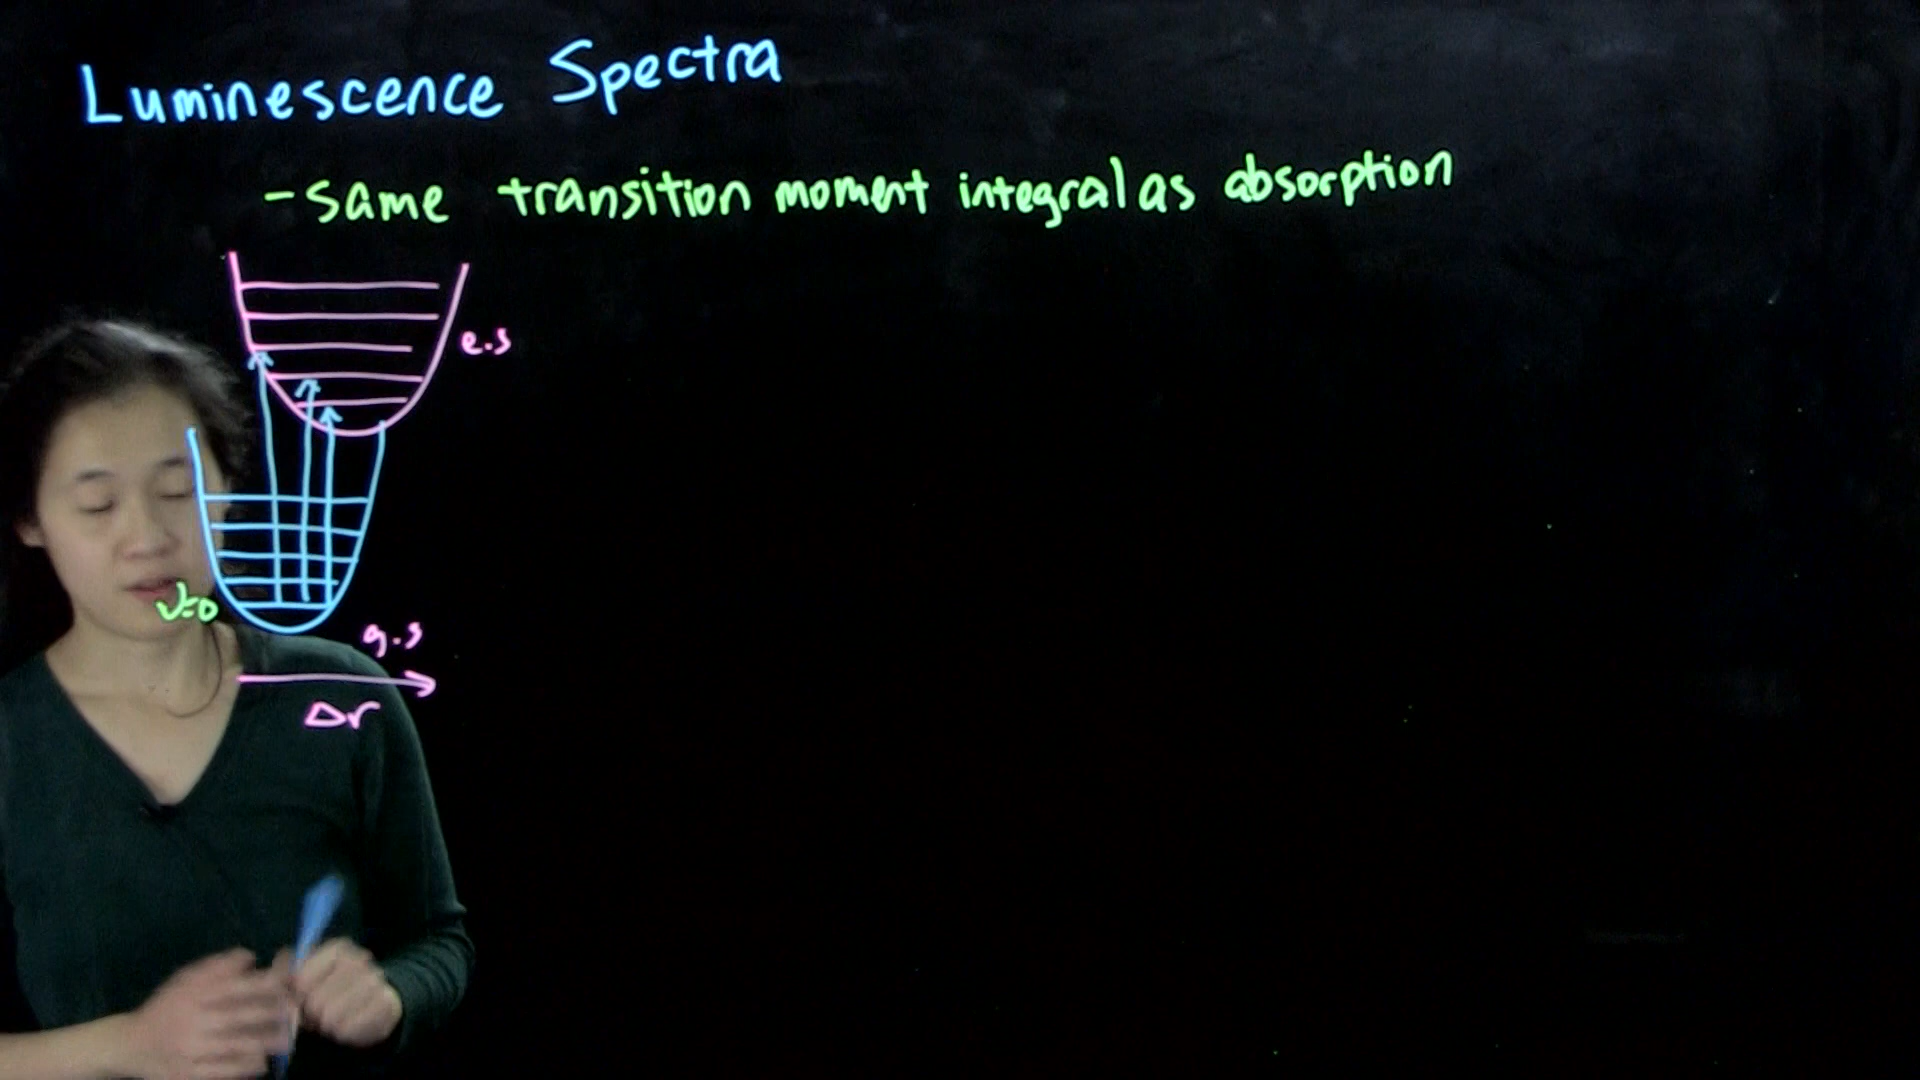 Luminescence Spectra
- same transition moment integral as absorption
e.s
v=0
g.s
Δr